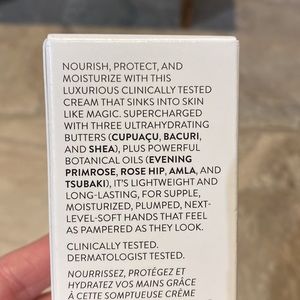 NOURISH, PROTECT, AND
MOISTURIZE WITH THIS
LUXURIOUS CLINICALLY TESTED
CREAM THAT SINKS INTO SKIN
LIKE MAGIC. SUPERCHARGED
WITH THREE ULTRAHYDRATING
BUTTERS (CUPUAÇU, BACURI,
AND SHEA), PLUS POWERFUL
BOTANICAL OILS (EVENING
PRIMROSE, ROSE HIP, AMLA, AND
TSUBAKI), IT'S LIGHTWEIGHT AND
LONG-LASTING, FOR SUPPLE,
MOISTURIZED, PLUMPED, NEXT-
LEVEL-SOFT HANDS THAT FEEL
AS PAMPERED AS THEY LOOK.
CLINICALLY TESTED.
DERMATOLOGIST TESTED.
NOURRISSEZ, PROTÉGEZ ET
HYDRATEZ VOS MAINS GRÂCE
À CETTE SOMPTUEUSE CRÈME